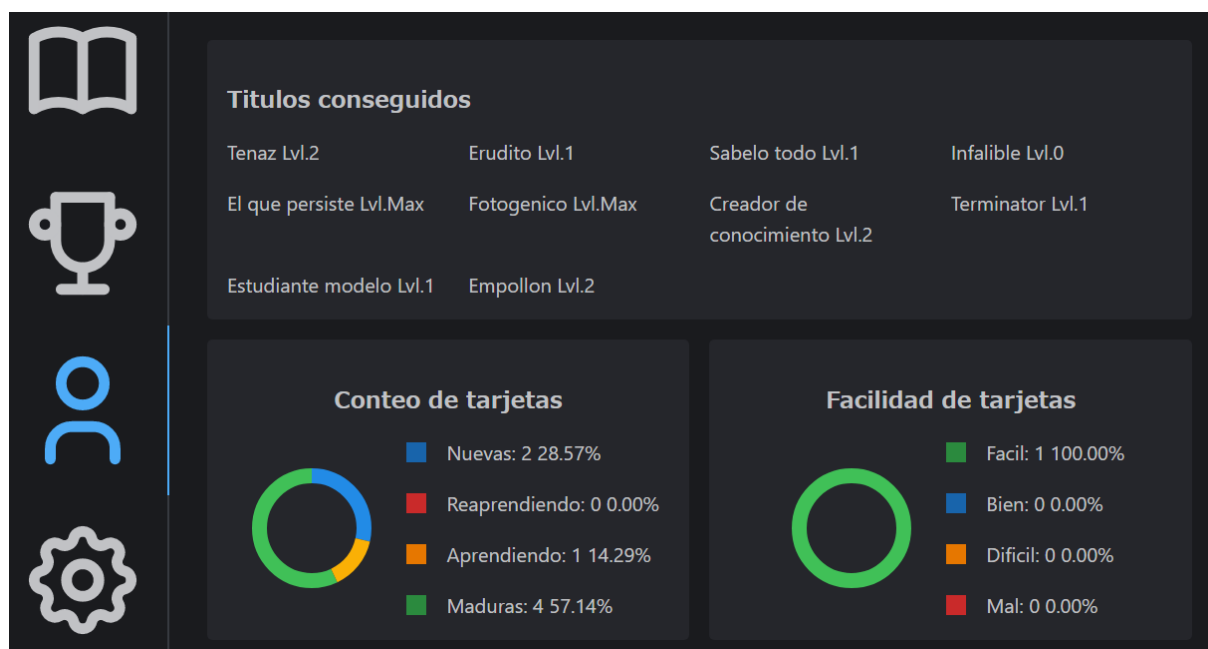 Titulos conseguidos
Tenaz Lvl.2
Erudito Lvl.1
Sabelo todo Lvl.1
Infalible Lvl.0
El que persiste Lvl.Max
Fotogenico Lvl.Max
Creador de
conocimiento Lvl.2
Terminator Lvl.1
Estudiante modelo Lvl.1
Empollon Lvl.2
Conteo de tarjetas
Nuevas: 2 28.57%
Reaprendiendo: 0 0.00%
Aprendiendo: 1 14.29%
Maduras: 4 57.14%
Facilidad de tarjetas
Facil: 1 100.00%
Bien: 0 0.00%
Dificil: 0 0.00%
Mal: 0 0.00%